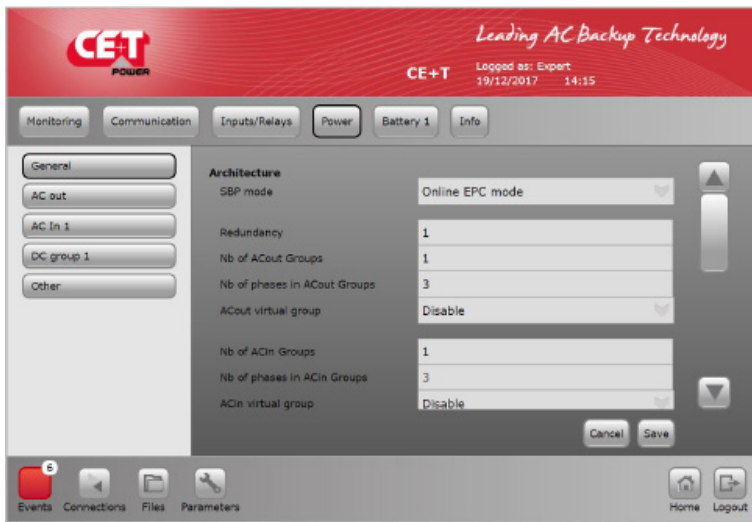 CE+T
POWER
Leading AC Backup Technology
CE+T
Logged as: Expert
19/12/2017 14:15
Monitoring
Communication
Inputs/Relays
Power
Battery 1
Info
General
AC out
AC In 1
DC group 1
Other
Architecture
SBP mode
Online EPC mode
Redundancy
1
Nb of ACout Groups
1
Nb of phases in ACout Groups
3
ACout virtual group
Disable
Nb of ACin Groups
1
Nb of phases in ACin Groups
3
ACin virtual group
Disable
Cancel
Save
6
Events
Connections
Files
Parameters
Home
Logout